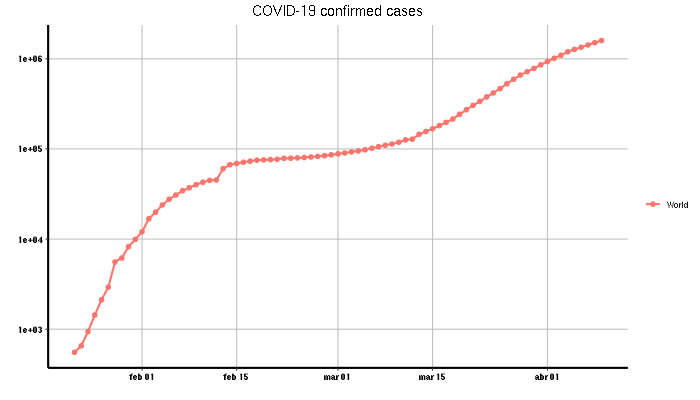 COVID-19 confirmed cases
1e+06
1e+05
1e+04
1e+03
feb 01
feb 15
mar 01
mar 15
abr 01
World